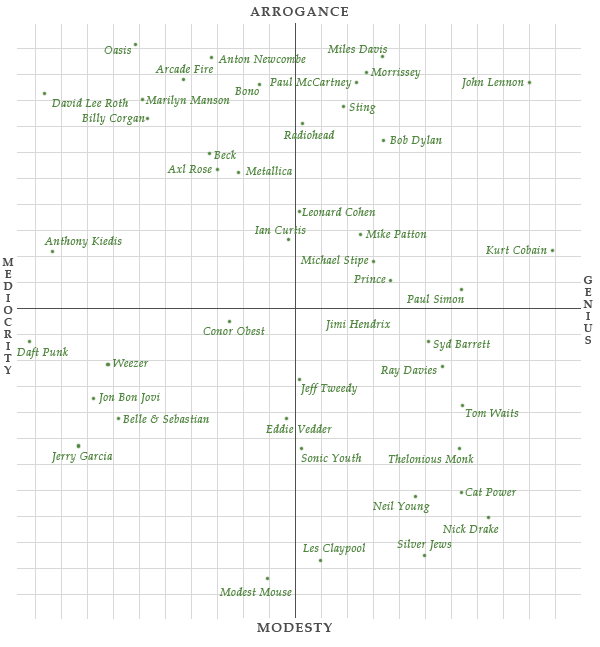 ARROGANCE
Oasis
Anton Newcombe
Miles Davis
Arcade Fire
Morrissey
Bono
Paul McCartney
John Lennon
David Lee Roth
Marilyn Manson
Sting
Billy Corgan
Radiohead
Bob Dylan
Beck
Axl Rose
Metallica
Leonard Cohen
Ian Curtis
Mike Patton
Anthony Kiedis
Kurt Cobain
Michael Stipe
Prince
Paul Simon
MEDIOCRITY
GENIUS
Conor Obest
Jimi Hendrix
Syd Barrett
Daft Punk
Weezer
Ray Davies
Jeff Tweedy
Jon Bon Jovi
Tom Waits
Belle & Sebastian
Eddie Vedder
Jerry Garcia
Sonic Youth
Thelonious Monk
Cat Power
Neil Young
Nick Drake
Les Claypool
Silver Jews
Modest Mouse
MODESTY